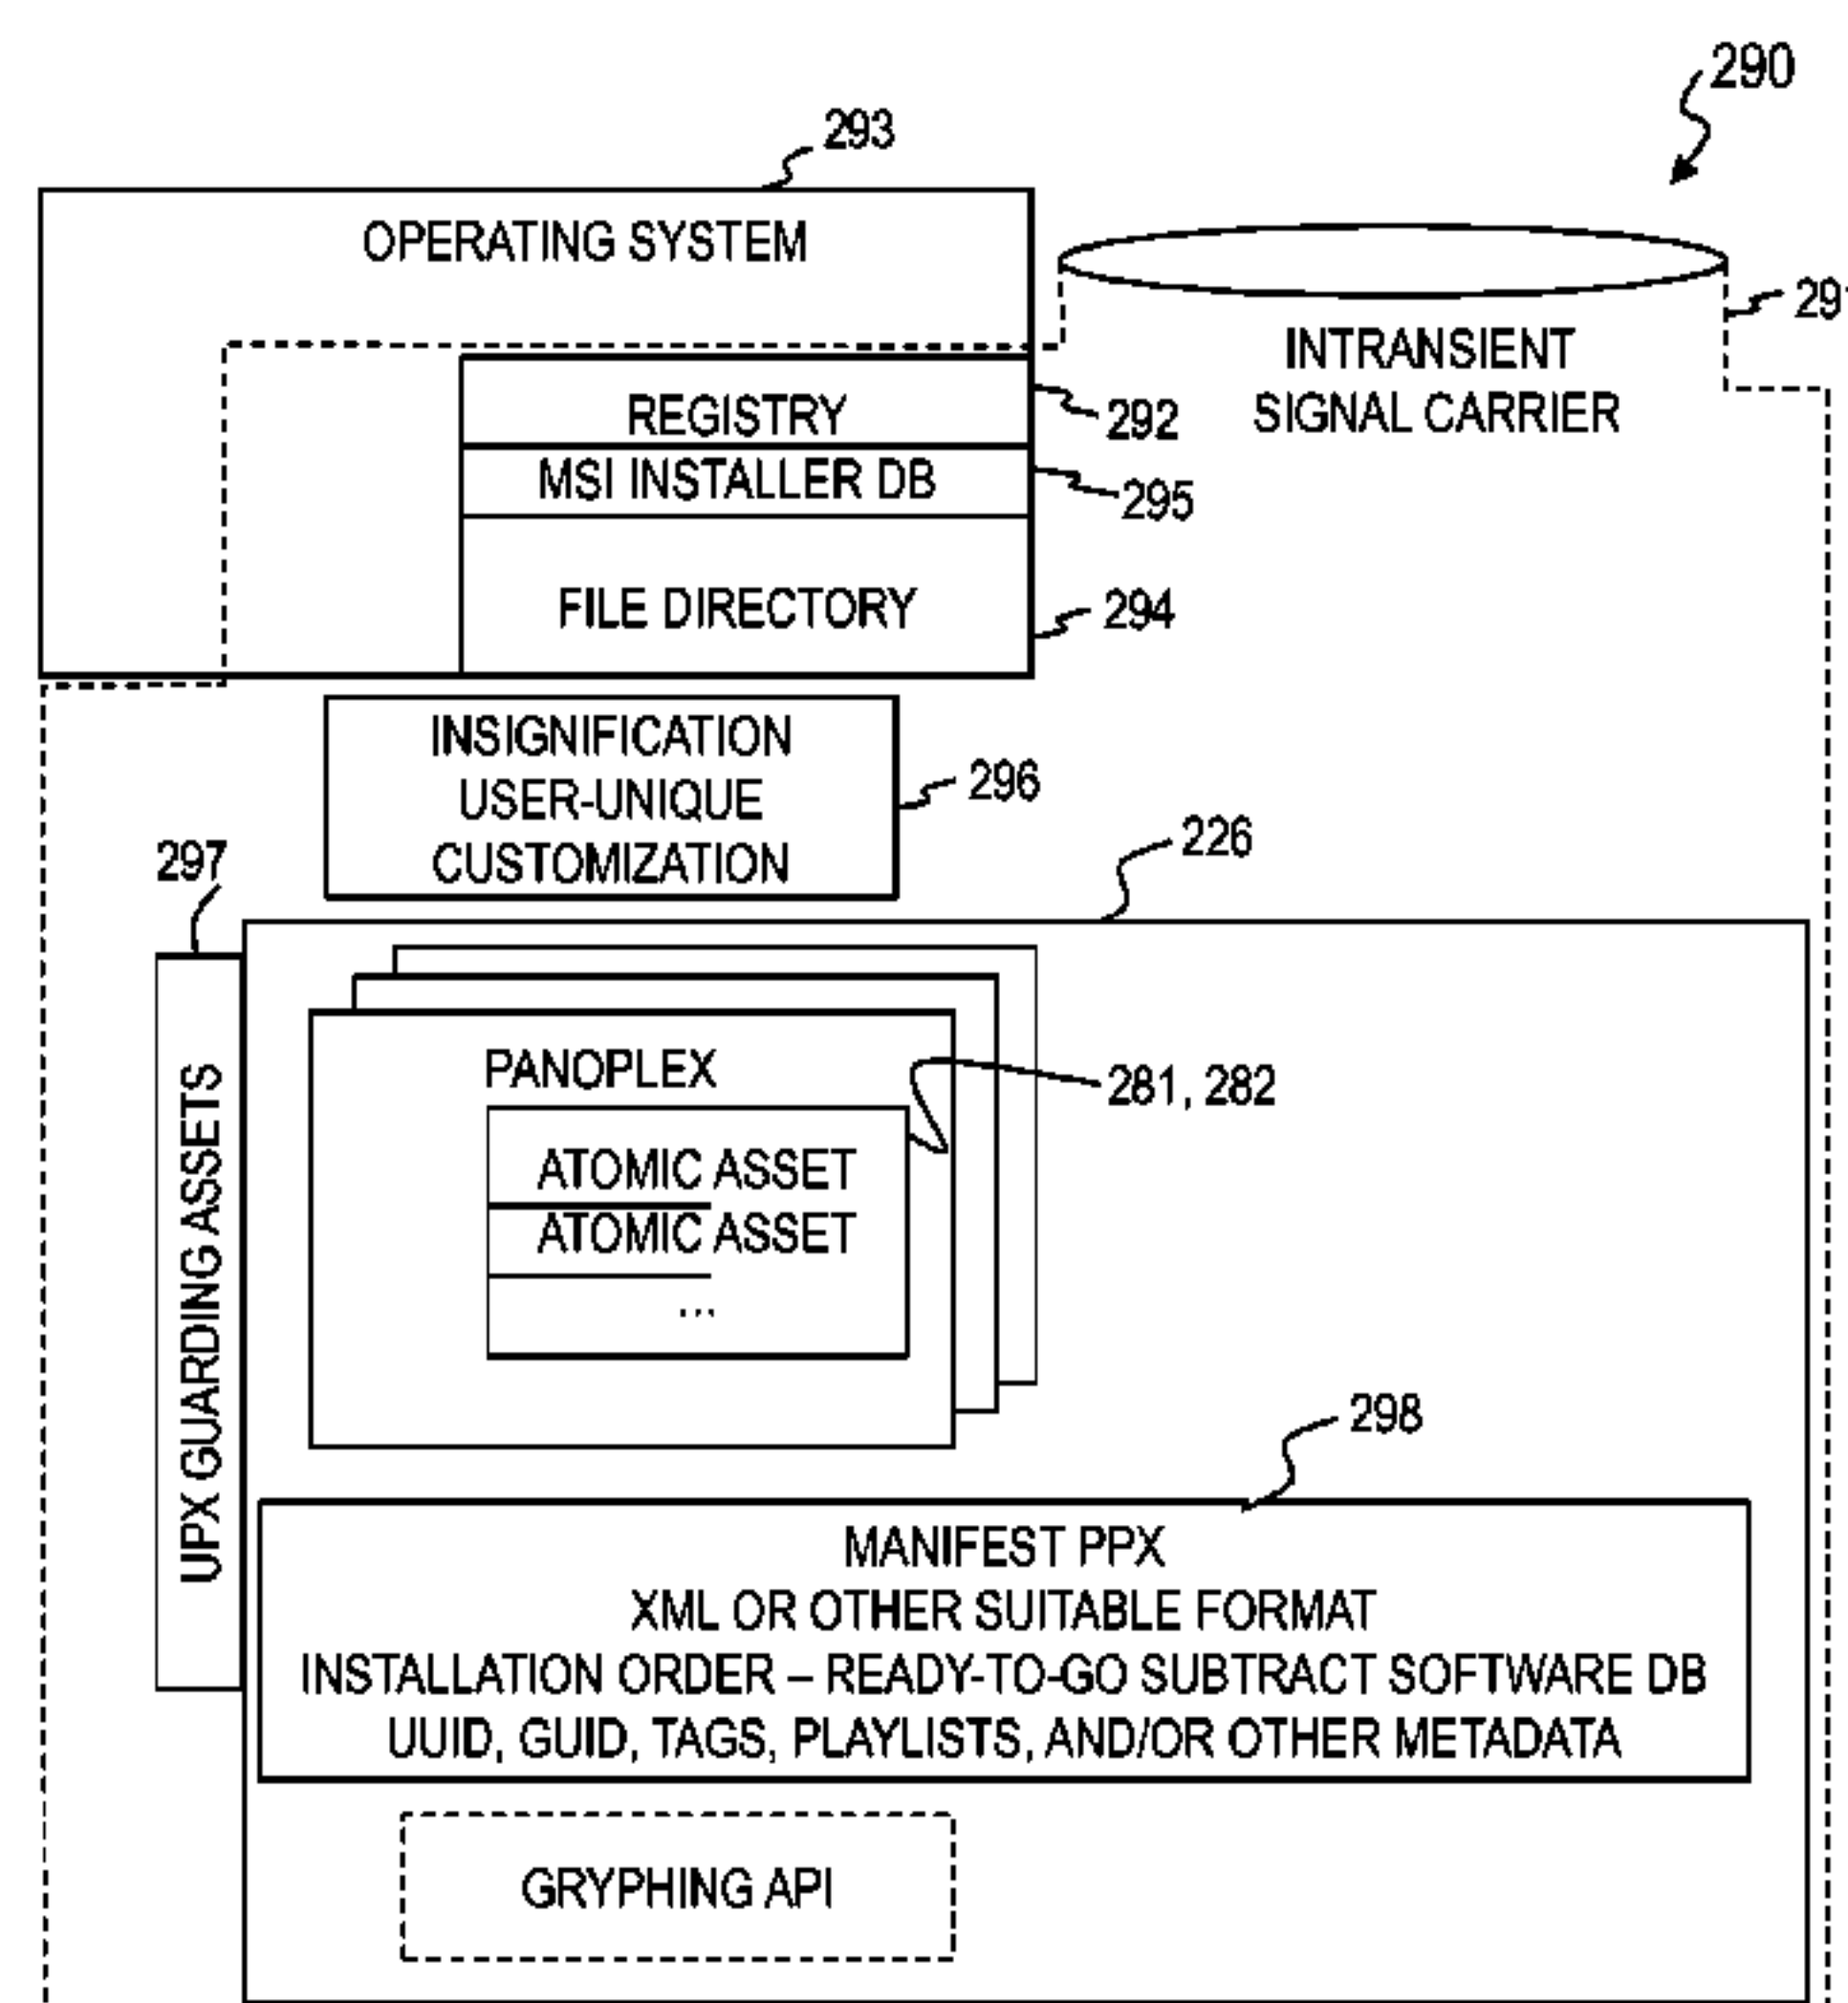 290
293
OPERATING SYSTEM
291
INTRANSIENT
SIGNAL CARRIER
REGISTRY
292
MSI INSTALLER DB
295
FILE DIRECTORY
294
INSIGNIFICATION
USER-UNIQUE
CUSTOMIZATION
296
297
226
UPX GUARDING ASSETS
PANOPLEX
281, 282
ATOMIC ASSET
ATOMIC ASSET
...
298
MANIFEST PPX
XML OR OTHER SUITABLE FORMAT
INSTALLATION ORDER – READY-TO-GO SUBTRACT SOFTWARE DB
UUID, GUID, TAGS, PLAYLISTS, AND/OR OTHER METADATA
GRYPHING API